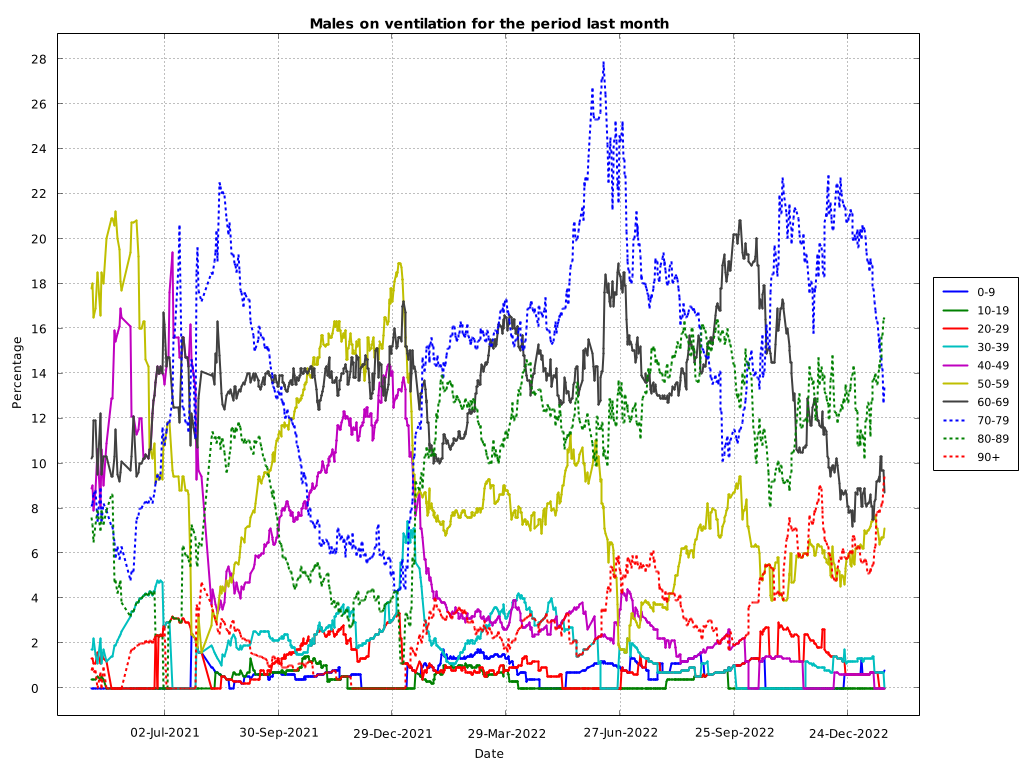 Males on ventilation for the period last month
Percentage
28
26
24
22
20
18
16
14
12
10
8
6
4
2
0
02-Jul-2021
30-Sep-2021
29-Dec-2021
29-Mar-2022
27-Jun-2022
25-Sep-2022
24-Dec-2022
Date
0-9
10-19
20-29
30-39
40-49
50-59
60-69
70-79
80-89
90+